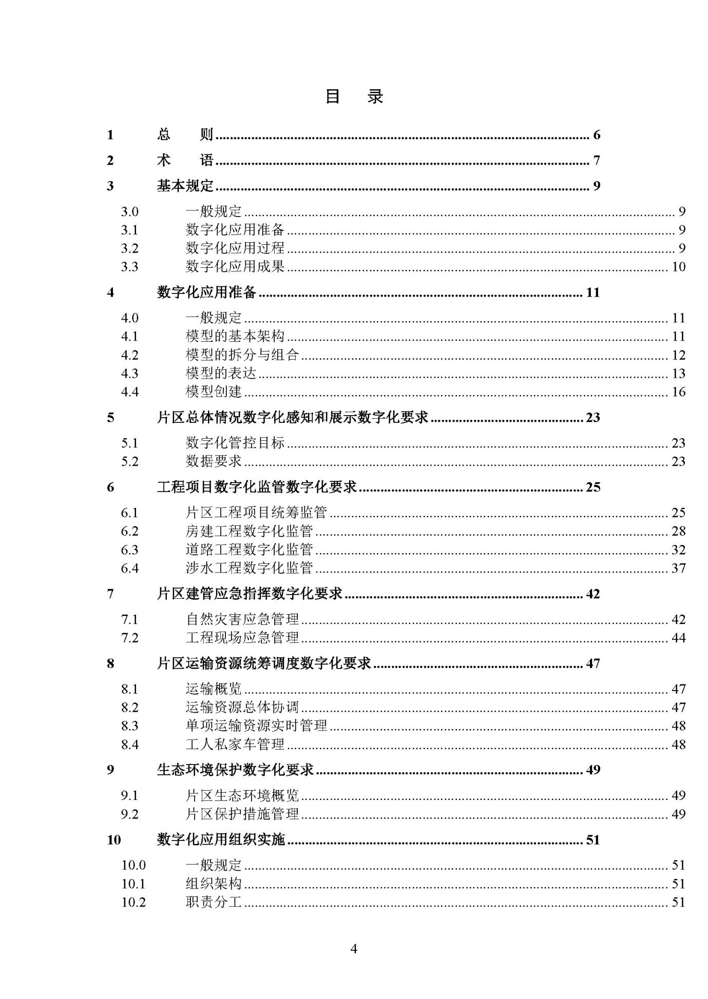 目 录
1 总 则........ 6
2 术 语........ 7
3 基本规定........ 9
3.0 一般规定........ 9
3.1 数字化应用准备........ 9
3.2 数字化应用过程........ 9
3.3 数字化应用成果........ 10
4 数字化应用准备........ 11
4.0 一般规定........ 11
4.1 模型的基本架构........ 11
4.2 模型的拆分与组合........ 12
4.3 模型的表达........ 13
4.4 模型创建........ 16
5 片区总体情况数字化感知和展示数字化要求........ 23
5.1 数字化管控目标........ 23
5.2 数据要求........ 23
6 工程项目数字化监管数字化要求........ 25
6.1 片区工程项目统筹监管........ 25
6.2 房建工程数字化监管........ 28
6.3 道路工程数字化监管........ 32
6.4 涉水工程数字化监管........ 37
7 片区建管应急指挥数字化要求........ 42
7.1 自然灾害应急管理........ 42
7.2 工程现场应急管理........ 44
8 片区运输资源统筹调度数字化要求........ 47
8.1 运输概览........ 47
8.2 运输资源总体协调........ 47
8.3 单项运输资源实时管理........ 48
8.4 工人私家车管理........ 48
9 生态环境保护数字化要求........ 49
9.1 片区生态环境概览........ 49
9.2 片区保护措施管理........ 49
10 数字化应用组织实施........ 51
10.0 一般规定........ 51
10.1 组织架构........ 51
10.2 职责分工........ 51
4